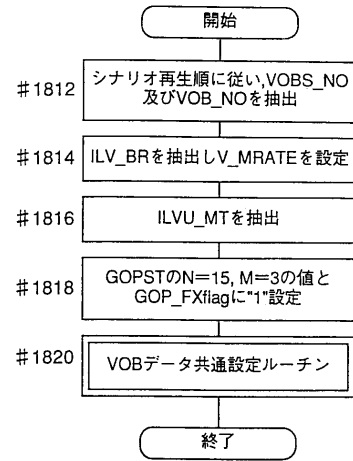 開始
#1812
シナリオ再生順に従い,VOBS_NO
及びVOB_NOを抽出
#1814
ILV_BRを抽出しV_MRATEを設定
#1816
ILVU_MTを抽出
#1818
GOPSTのN=15, M=3の値と
GOP_FXflagに"1"設定
#1820
VOBデータ共通設定ルーチン
終了